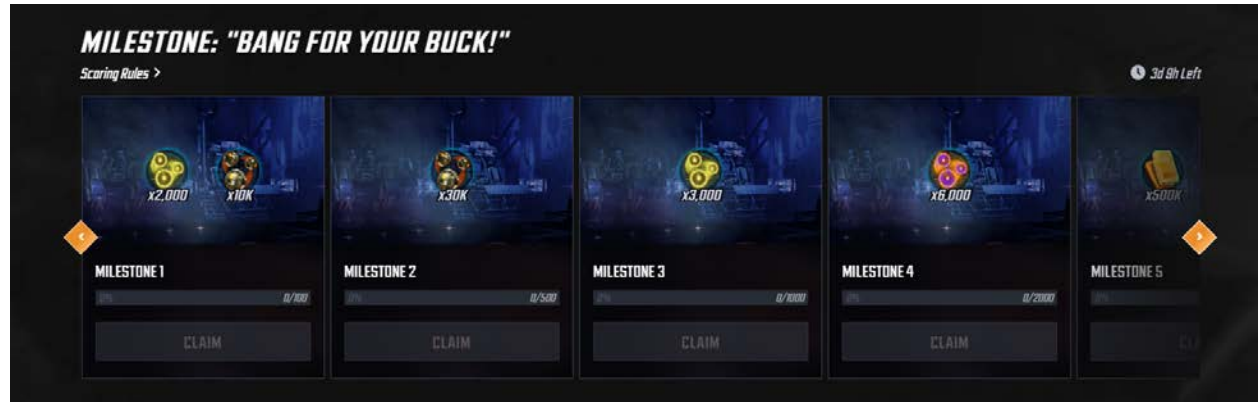 MILESTONE: "BANG FOR YOUR BUCK!"
Scoring Rules >
3d 9h Left
x2,000 x10K
x30K
x3,000
x6,000
x500K
MILESTONE 1
MILESTONE 2
MILESTONE 3
MILESTONE 4
MILESTONE 5
0% 0/100
0% 0/500
0% 0/1000
0% 0/2000
0%
CLAIM
CLAIM
CLAIM
CLAIM